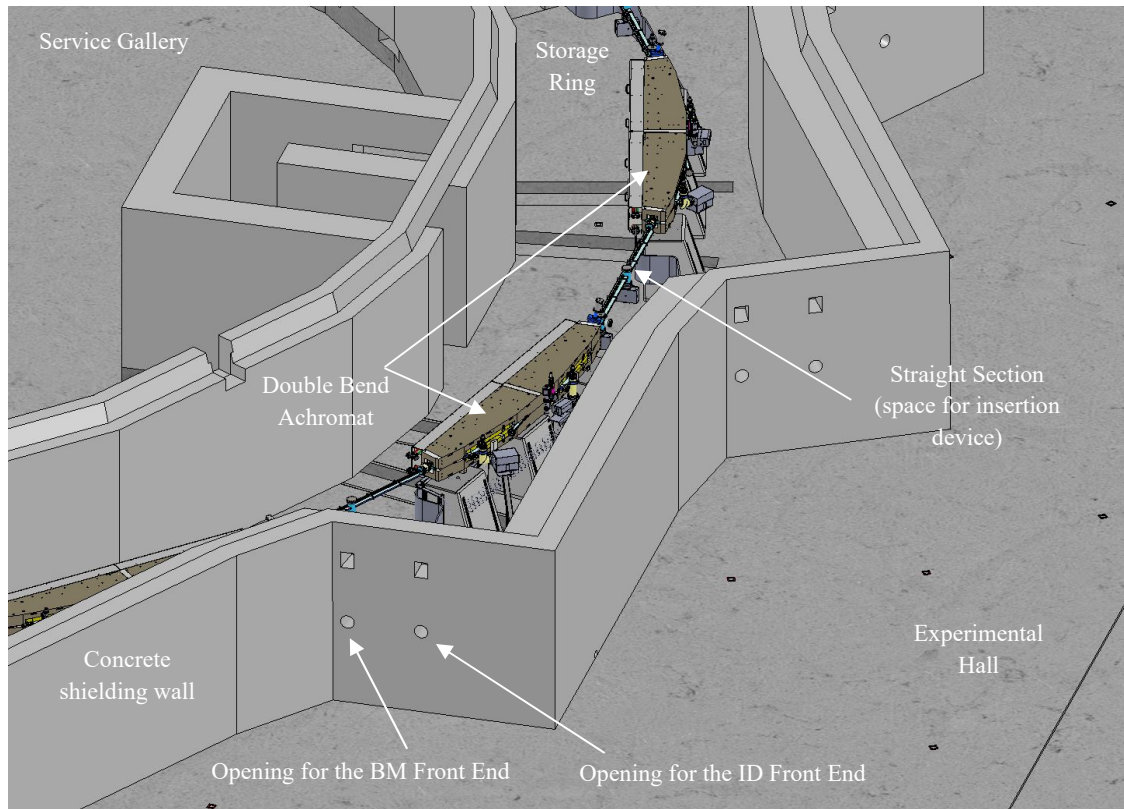 Service Gallery
Storage
Ring
Double Bend
Achromat
Straight Section
(space for insertion
device)
Concrete
shielding wall
Experimental
Hall
Opening for the BM Front End
Opening for the ID Front End